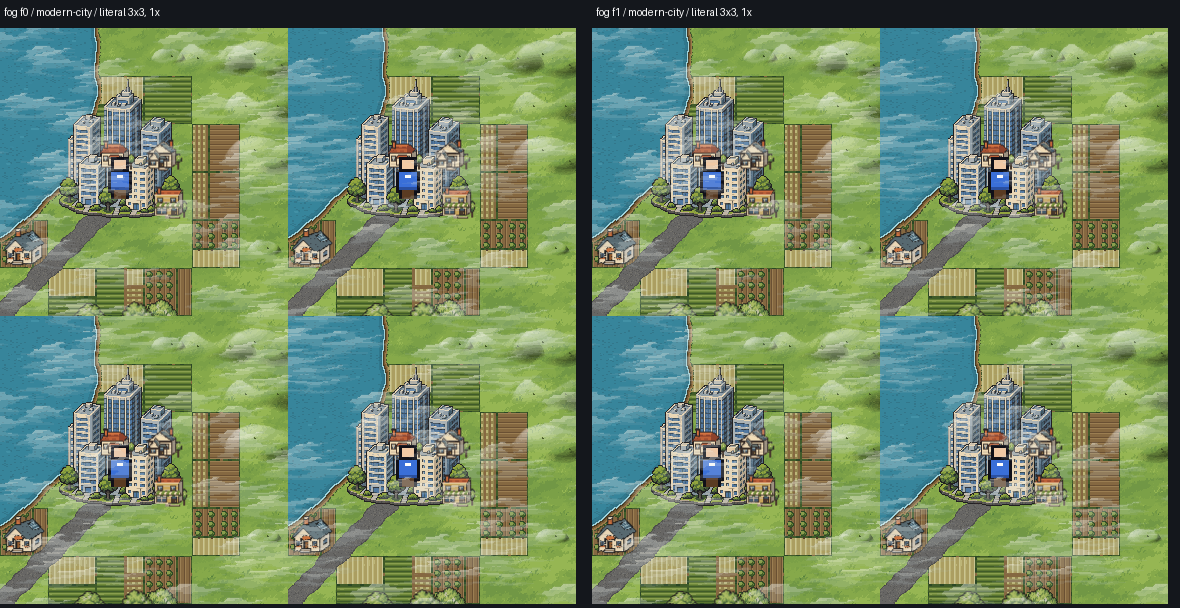 fog f0 / modern-city / literal 3x3, 1x
fog f1 / modern-city / literal 3x3, 1x